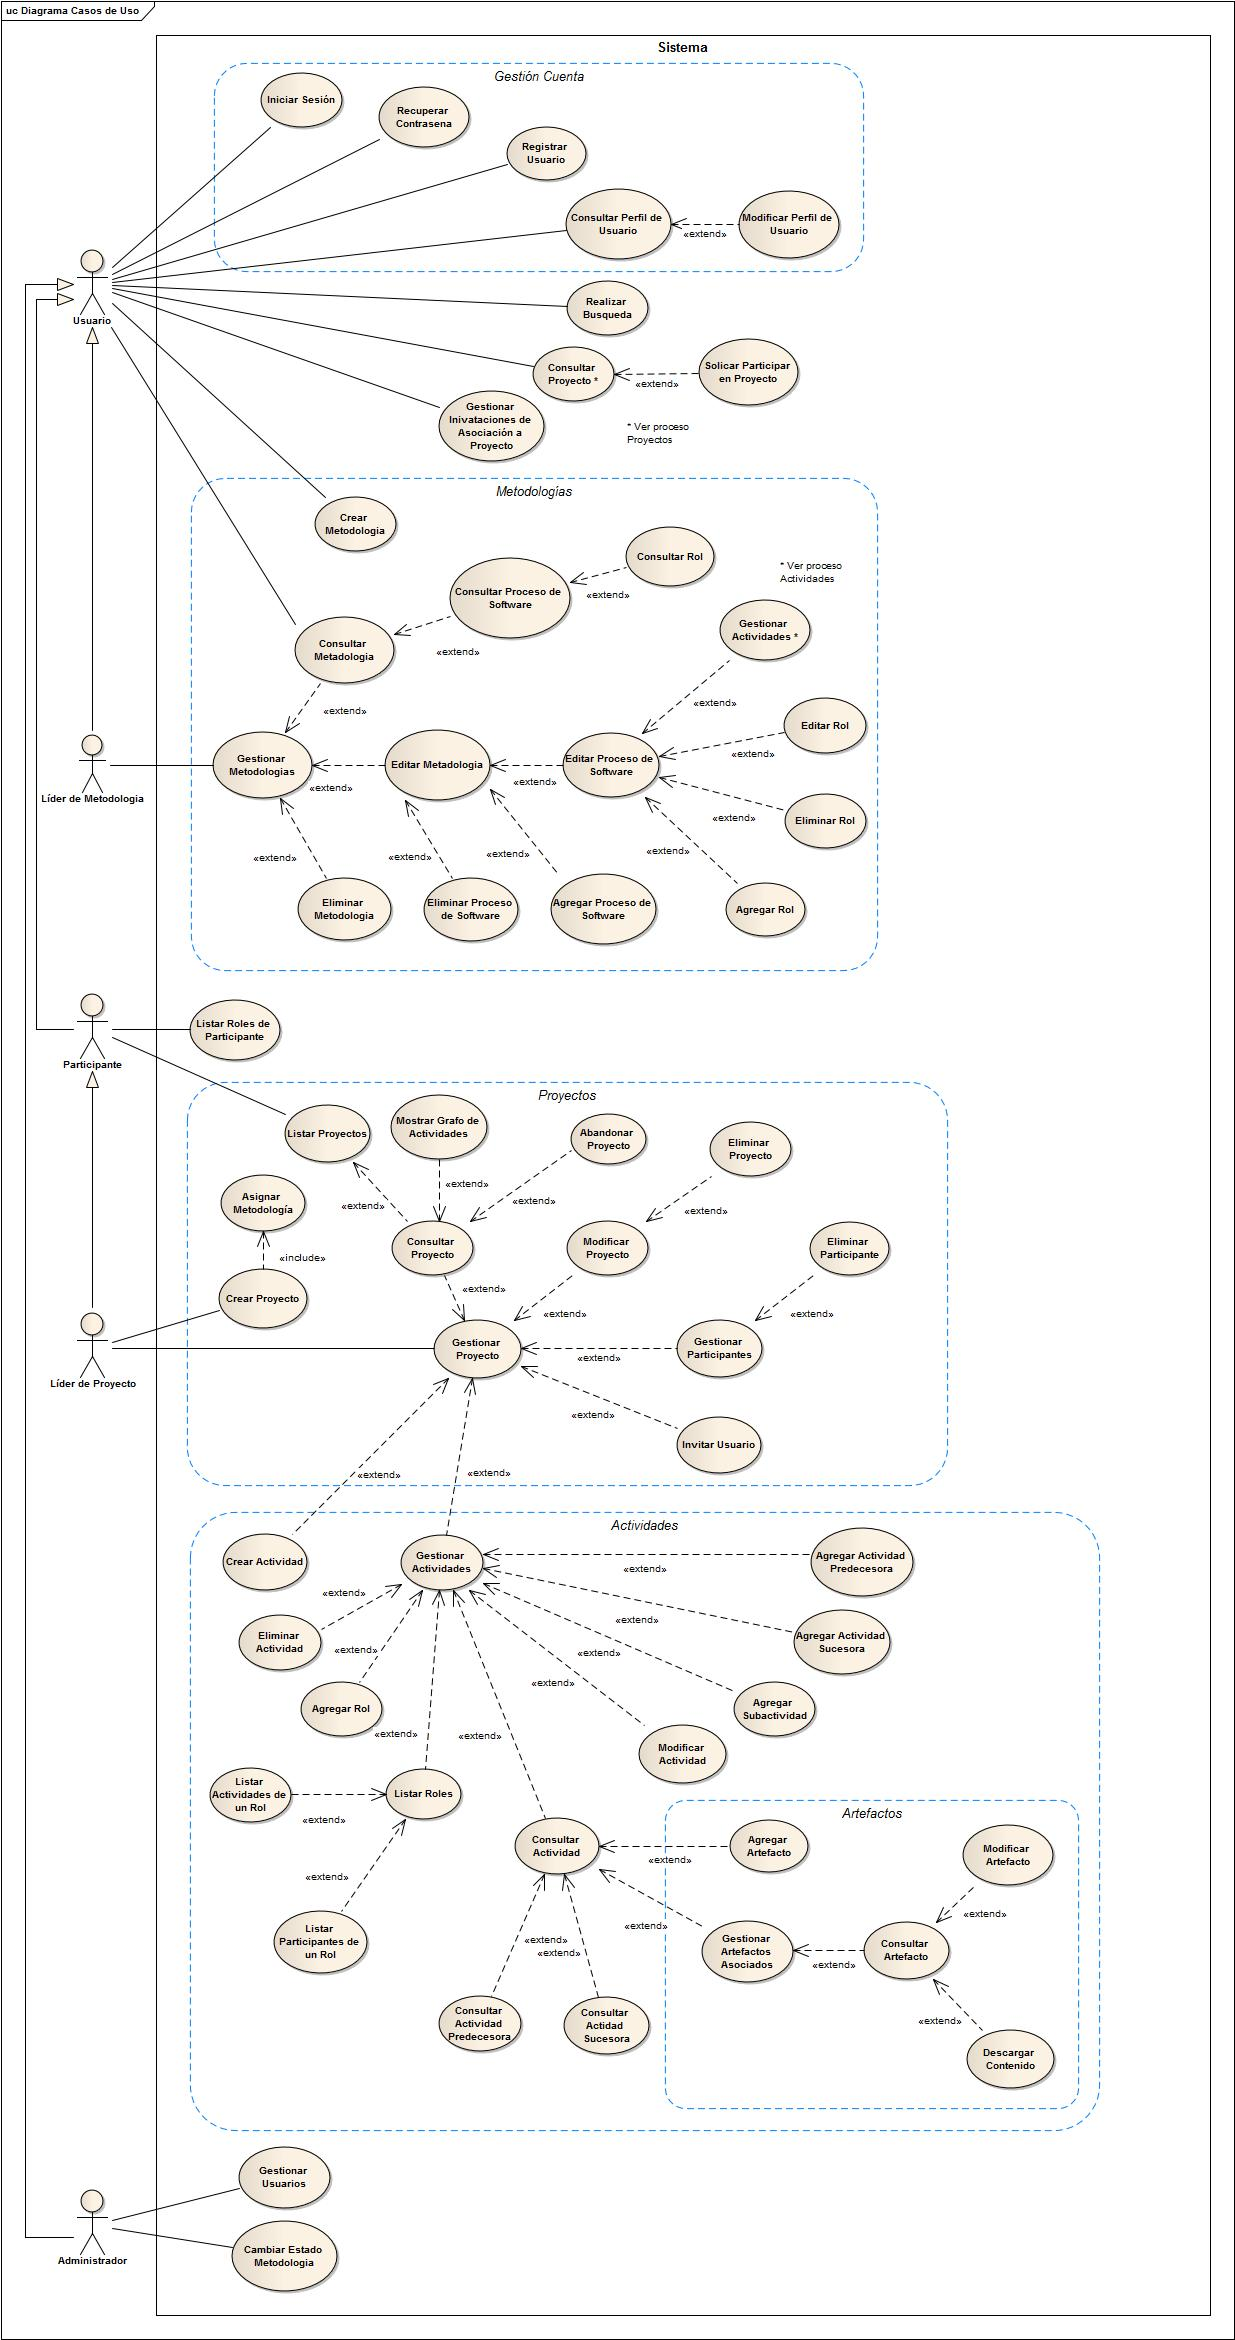 uc Diagrama Casos de Uso
Sistema
Gestión Cuenta
Iniciar Sesión
Recuperar
Contrasena
Registrar
Usuario
Consultar Perfil de
Usuario
«extend»
Modificar Perfil de
Usuario
Usuario
Realizar
Busqueda
Consultar
Proyecto *
«extend»
Solicar Participar
en Proyecto
Gestionar
Inivataciones de
Asociación a
Proyecto
* Ver proceso
Proyectos
Metodologías
Crear
Metodologia
Consultar Rol
«extend»
Consultar Proceso de
Software
* Ver proceso
Actividades
Gestionar
Actividades *
Consultar
Metadologia
«extend»
«extend»
«extend»
Editar Rol
«extend»
Líder de Metodologia
Gestionar
Metodologias
«extend»
Editar Metadologia
«extend»
Editar Proceso de
Software
«extend»
Eliminar Rol
«extend»
«extend»
«extend»
«extend»
Eliminar
Metodologia
Eliminar Proceso
de Software
Agregar Proceso de
Software
Agregar Rol
Participante
Listar Roles de
Participante
Proyectos
Listar Proyectos
Mostrar Grafo de
Actividades
Abandonar
Proyecto
Eliminar
Proyecto
«extend»
«extend»
«extend»
«extend»
Asignar
Metodología
«include»
Consultar
Proyecto
Modificar
Proyecto
Eliminar
Participante
«extend»
«extend»
«extend»
Crear Proyecto
Líder de Proyecto
Gestionar
Proyecto
«extend»
Gestionar
Participantes
«extend»
Invitar Usuario
«extend»
«extend»
Actividades
Crear Actividad
Gestionar
Actividades
«extend»
Agregar Actividad
Predecesora
«extend»
Eliminar
Actividad
«extend»
Agregar Actividad
Sucesora
«extend»
«extend»
«extend»
Agregar Rol
«extend»
«extend»
Agregar
Subactividad
Modificar
Actividad
Listar
Actividades de
un Rol
«extend»
Listar Roles
«extend»
Listar
Participantes de
un Rol
Artefactos
Consultar
Actividad
«extend»
Agregar
Artefacto
Modificar
Artefacto
«extend»
«extend»
Gestionar
Artefactos
Asociados
«extend»
Consultar
Artefacto
«extend»
«extend»
«extend»
Consultar
Actividad
Predecesora
Consultar
Actidad
Sucesora
Descargar
Contenido
Gestionar
Usuarios
Administrador
Cambiar Estado
Metodologia